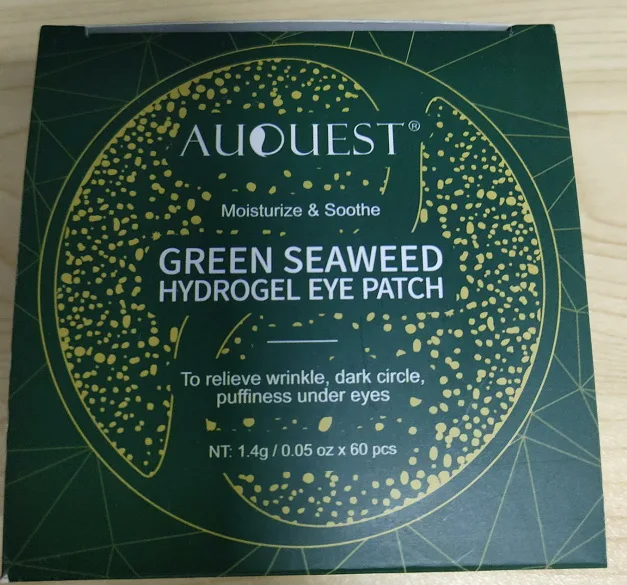 AUQUEST®
Moisturize & Soothe
GREEN SEAWEED
HYDROGEL EYE PATCH
To relieve wrinkle, dark circle,
puffiness under eyes
NT: 1.4g / 0.05 oz x 60 pcs